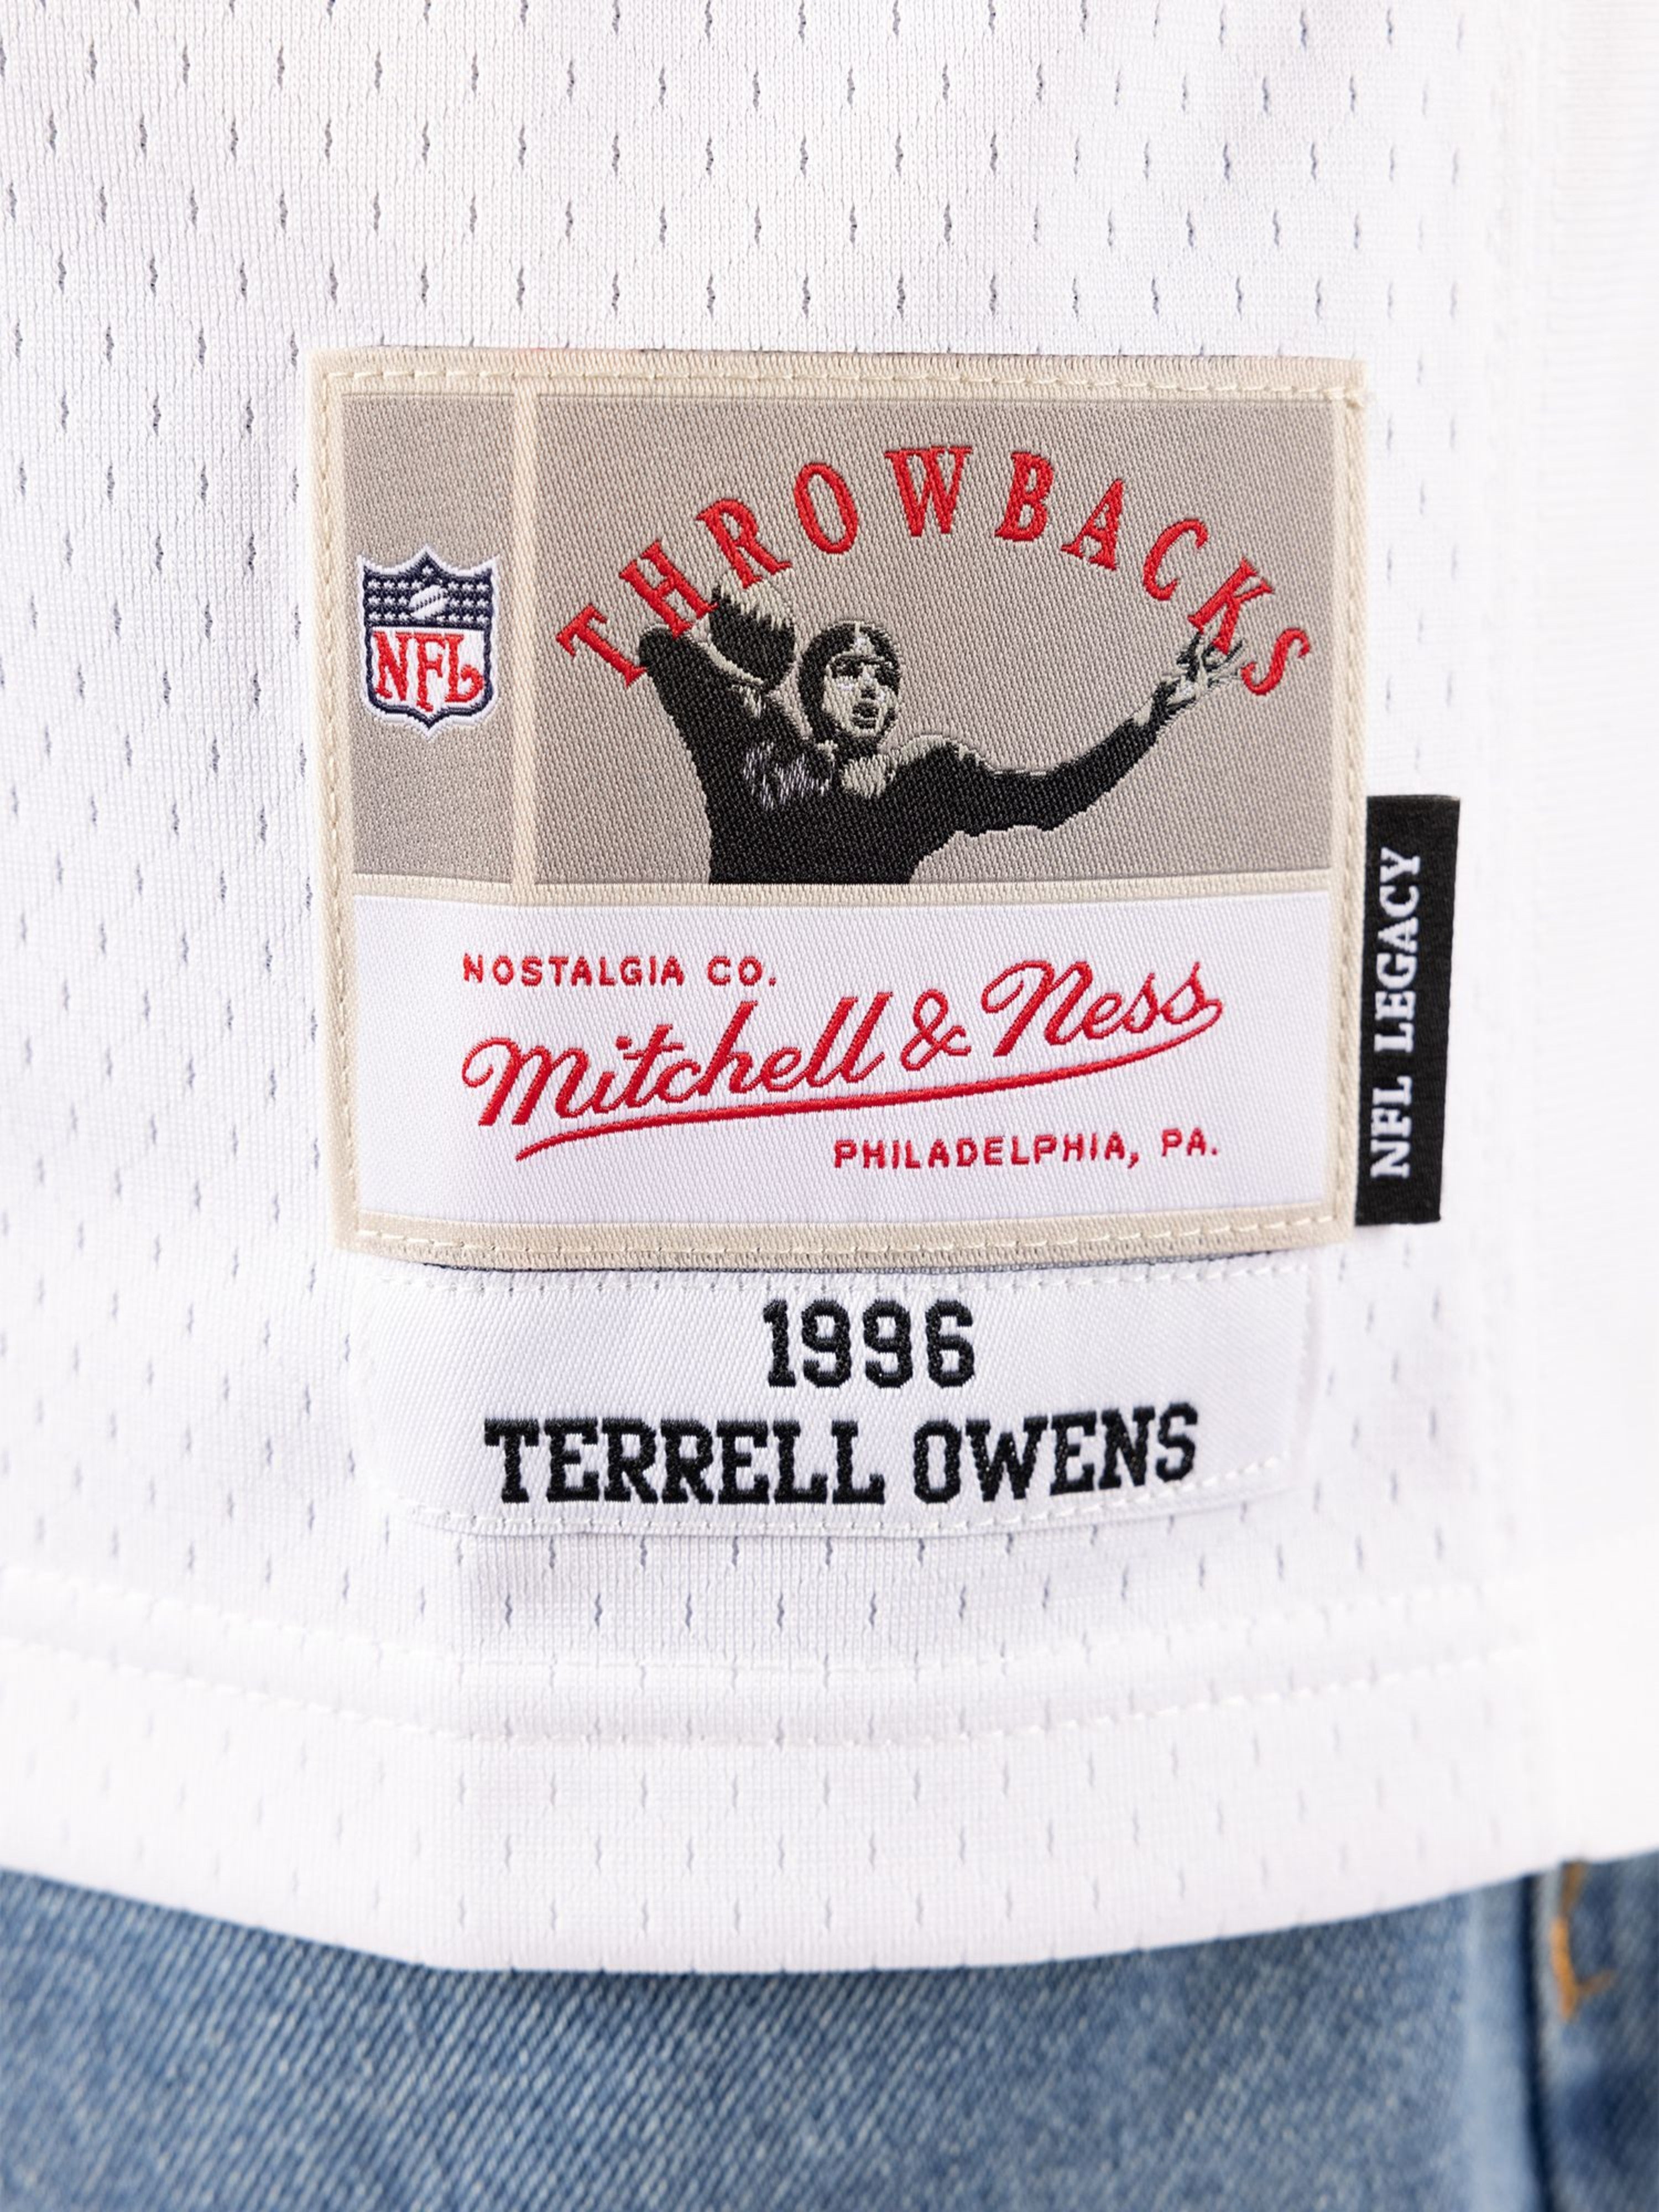 THROWBACKS
NFL
NOSTALGIA CO.
Mitchell & Ness
PHILADELPHIA, PA.
NFL LEGACY
1996
TERRELL OWENS